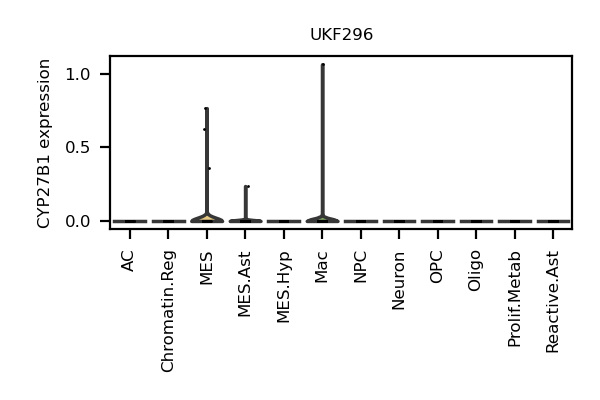 UKF296
CYP27B1 expression
1.0
0.5
0.0
AC
Chromatin.Reg
MES
MES.Ast
MES.Hyp
Mac
NPC
Neuron
OPC
Oligo
Prolif.Metab
Reactive.Ast